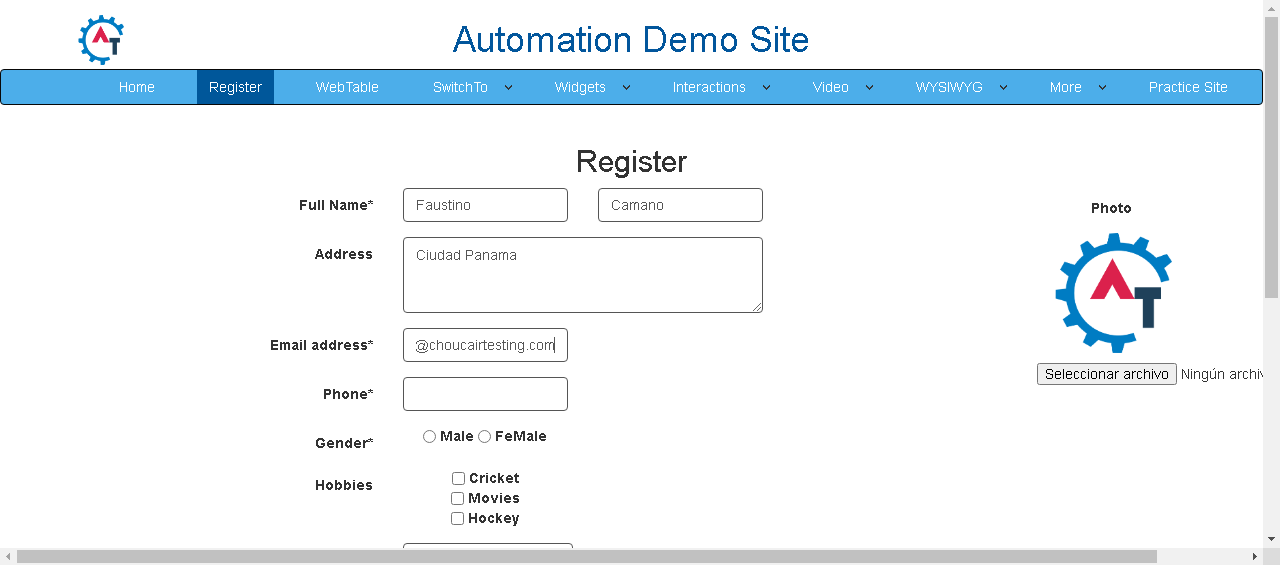 Automation Demo Site
Home Register WebTable SwitchTo Widgets Interactions Video WYSIWYG More Practice Site
Register
Full Name* Faustino Camano
Photo
Address Ciudad Panama
AT
Email address* @choucairtesting.com
Seleccionar archivo Ningún archiv
Phone*
Gender* Male FeMale
Hobbies Cricket
Movies
Hockey